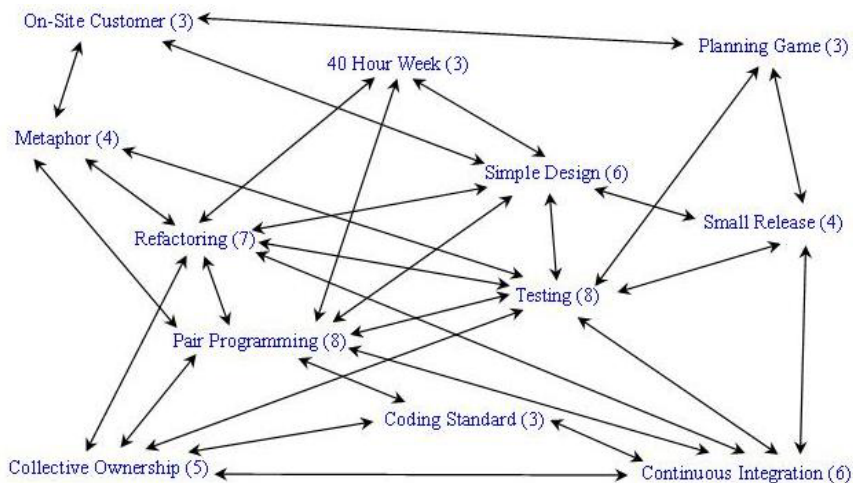 On-Site Customer (3)
Planning Game (3)
40 Hour Week (3)
Metaphor (4)
Simple Design (6)
Small Release (4)
Refactoring (7)
Testing (8)
Pair Programming (8)
Coding Standard (3)
Collective Ownership (5)
Continuous Integration (6)